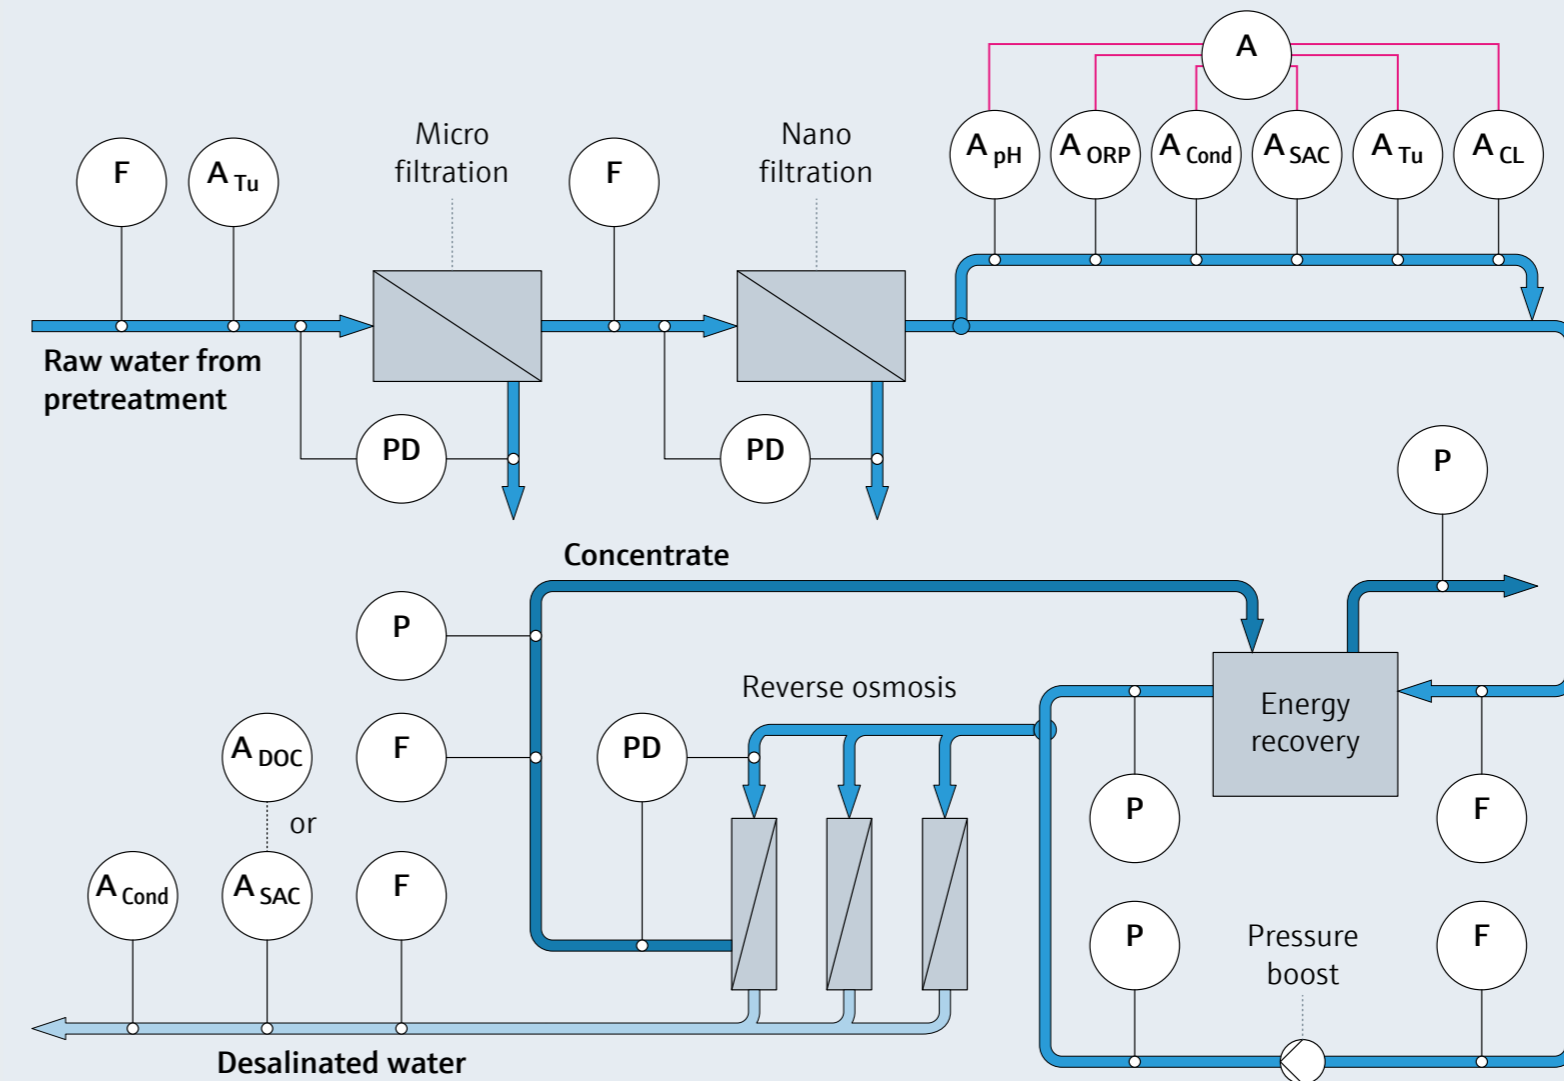 A
A pH
A ORP
A Cond
A SAC
A Tu
A CL
F
A Tu
Micro
filtration
F
Nano
filtration
Raw water from
pretreatment
PD
PD
P
Concentrate
P
Reverse osmosis
Energy
recovery
A DOC
F
PD
or
P
F
A Cond
A SAC
F
P
Pressure
boost
F
Desalinated water